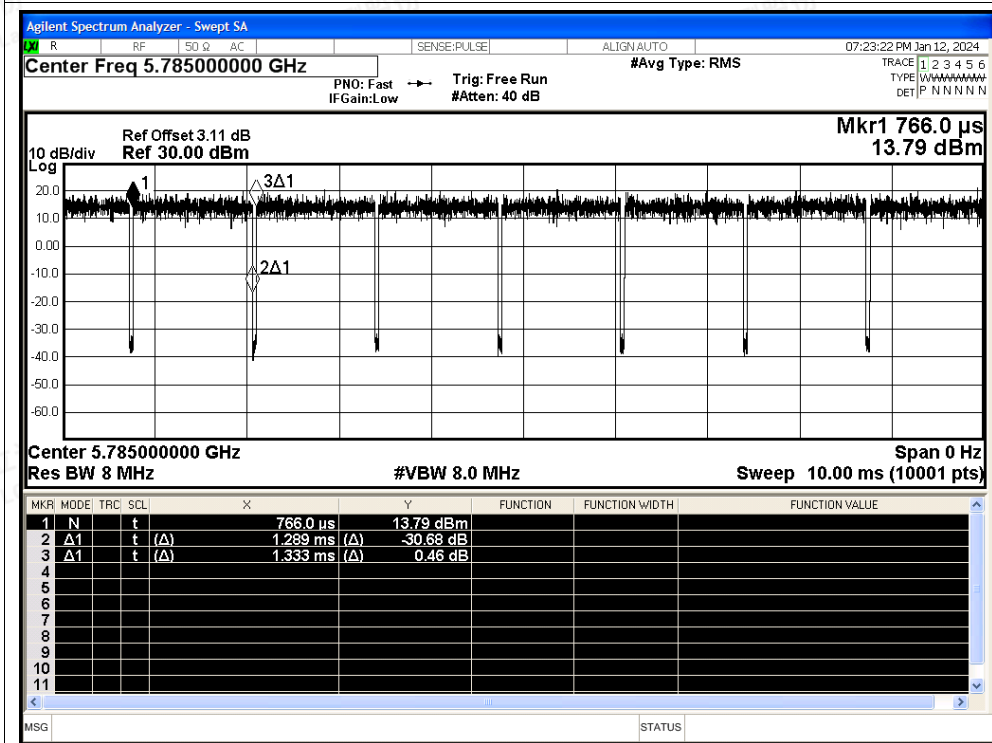 Agilent Spectrum Analyzer - Swept SA
LXI R RF 50 Ω AC SENSE:PULSE ALIGN AUTO 07:23:22 PM Jan 12, 2024
Center Freq 5.785000000 GHz #Avg Type: RMS TRACE 1 2 3 4 5 6
PNO: Fast Trig: Free Run TYPE W
IFGain:Low #Atten: 40 dB DET P N N N N N
Mkr1 766.0 µs
Ref Offset 3.11 dB
10 dB/div Ref 30.00 dBm 13.79 dBm
Log
1 3Δ1
20.0
10.0
0.00
2Δ1
-10.0
-20.0
-30.0
-40.0
-50.0
-60.0
Center 5.785000000 GHz Span 0 Hz
Res BW 8 MHz #VBW 8.0 MHz Sweep 10.00 ms (10001 pts)
MKR MODE TRC SCL X Y FUNCTION FUNCTION WIDTH FUNCTION VALUE
1 N t 766.0 µs 13.79 dBm
2 Δ1 t (Δ) 1.289 ms (Δ) -30.68 dB
3 Δ1 t (Δ) 1.333 ms (Δ) 0.46 dB
4
5
6
7
8
9
10
11
MSG STATUS